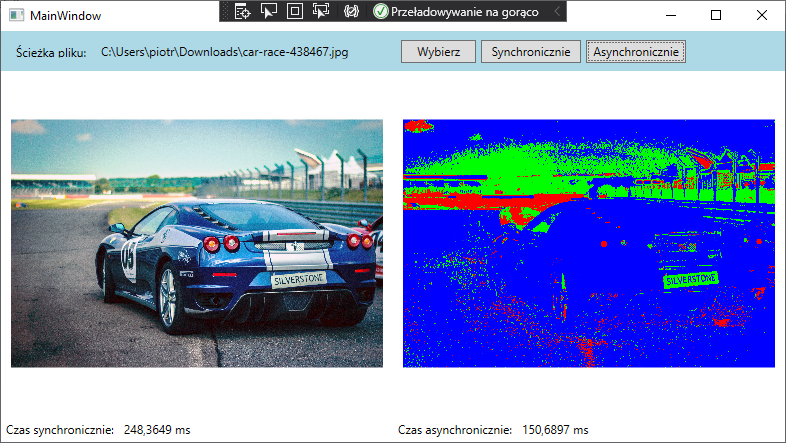 MainWindow
Przeładowywanie na gorąco
Ścieżka pliku: C:\Users\piotr\Downloads\car-race-438467.jpg Wybierz Synchronicznie Asynchronicznie
SILVERSTONE
SILVERSTONE
Czas synchronicznie: 248,3649 ms
Czas asynchronicznie: 150,6897 ms